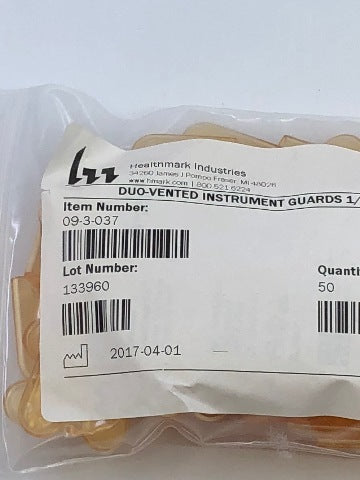 hm
Healthmark Industries
34260 James J Pompo Fraser, MI 48026
www.hmark.com | 800 521 6224
DUO-VENTED INSTRUMENT GUARDS 1/
Item Number:
09-3-037
Lot Number:
133960
Quanti
50
2017-04-01